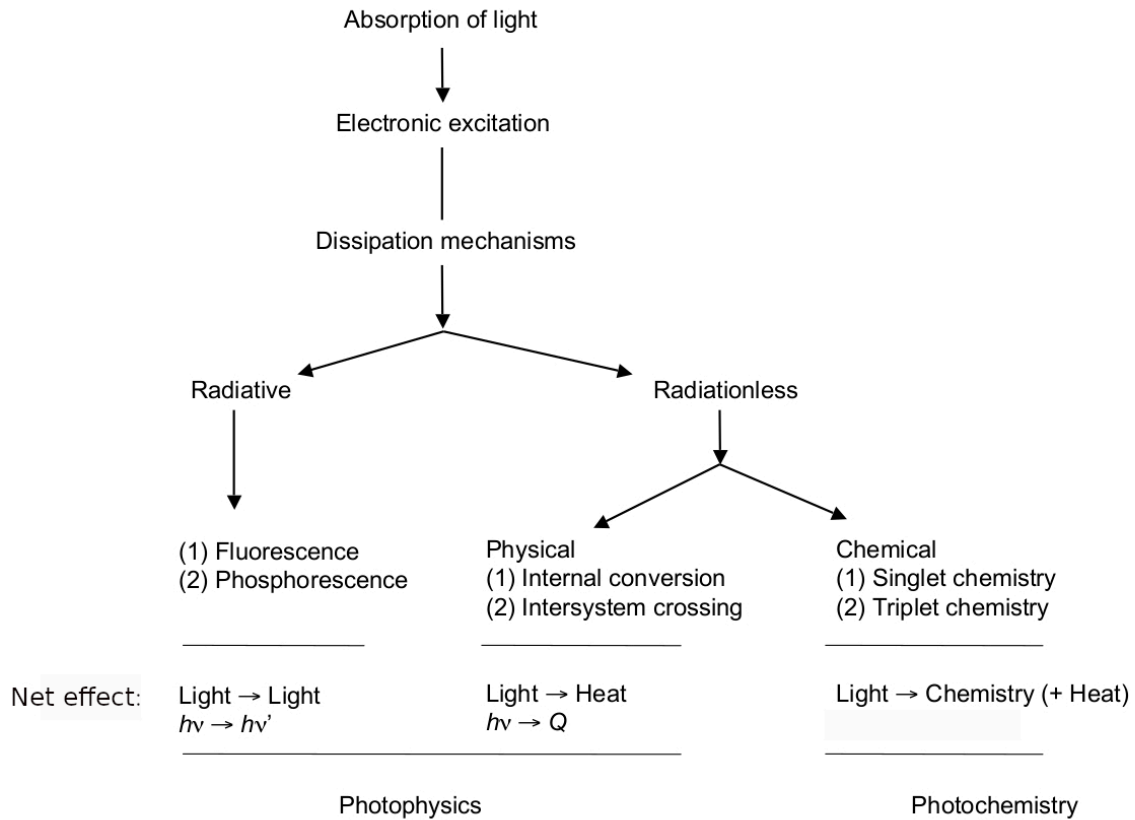 Absorption of light
Electronic excitation
Dissipation mechanisms
Radiative
Radiationless
(1) Fluorescence
(2) Phosphorescence
Physical
(1) Internal conversion
(2) Intersystem crossing
Chemical
(1) Singlet chemistry
(2) Triplet chemistry
Net effect:
Light → Light
hν → hν’
Light → Heat
hν → Q
Light → Chemistry (+ Heat)
Photophysics
Photochemistry